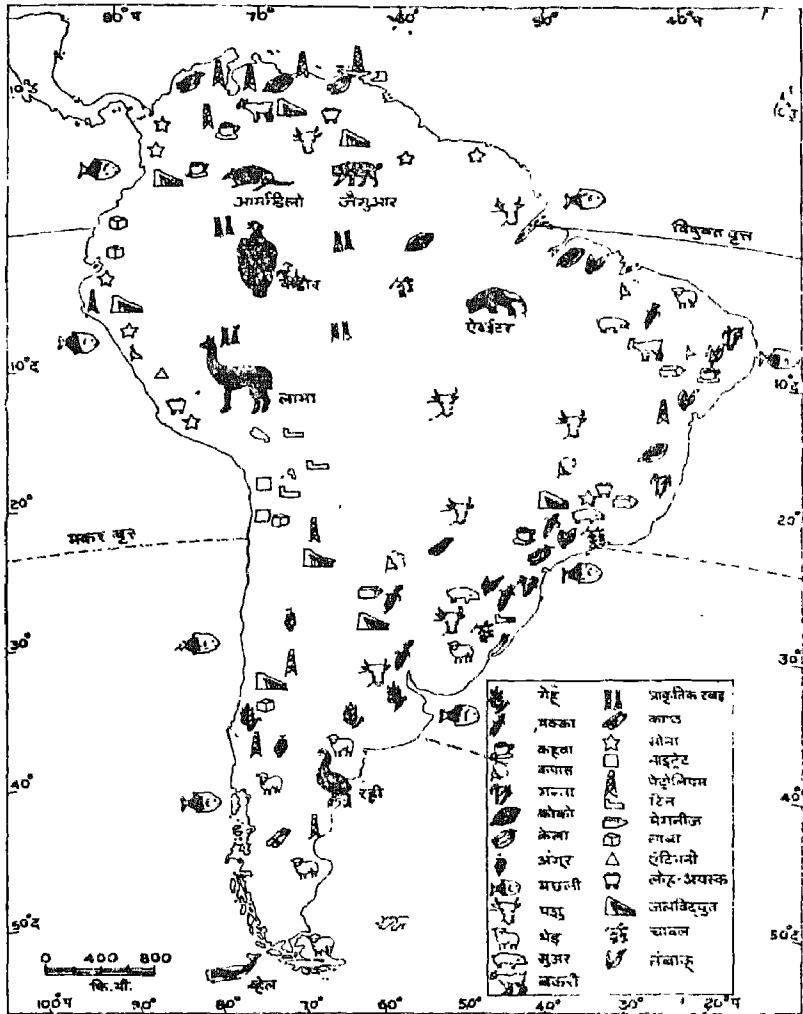 80°प 70° 60° 50° 40°प
10°
आर्माडिलो जैगुआर
विषुवत वृत्त
ऐंटईटर
10°द 10°द
लामा
20° 20°
मकर वृत्त
30° 30°
गेहूँ प्राकृतिक रबड़
मक्का काष्ठ
कहवा सोना
कपास नाइट्रेट
गन्ना पेट्रोलियम
कोको टिन
केला मैंगनीज
अंगूर तांबा
मछली एंटिमनी
पशु लोह-अयस्क
भेड़ जलविद्युत
सुअर चावल
बकरी तंबाकू
रही
40° 40°
50°द 50°द
0 400 800
कि.मी.
व्हेल
100°प 90° 80° 70° 60° 50° 40° 30° 20°प